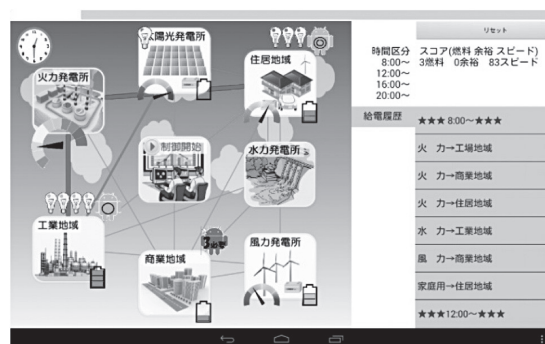 太陽光発電所
住居地域
火力発電所
制御開始
水力発電所
工業地域
商業地域
風力発電所
リセット
時間区分 スコア(燃料 余裕 スピード)
8:00～ 3燃料 0余裕 83スピード
12:00～
16:00～
20:00～
給電履歴
★★★ 8:00～★★★
火 力→工場地域
火 力→商業地域
火 力→住居地域
水 力→工業地域
風 力→商業地域
家庭用→住居地域
★★★12:00～★★★